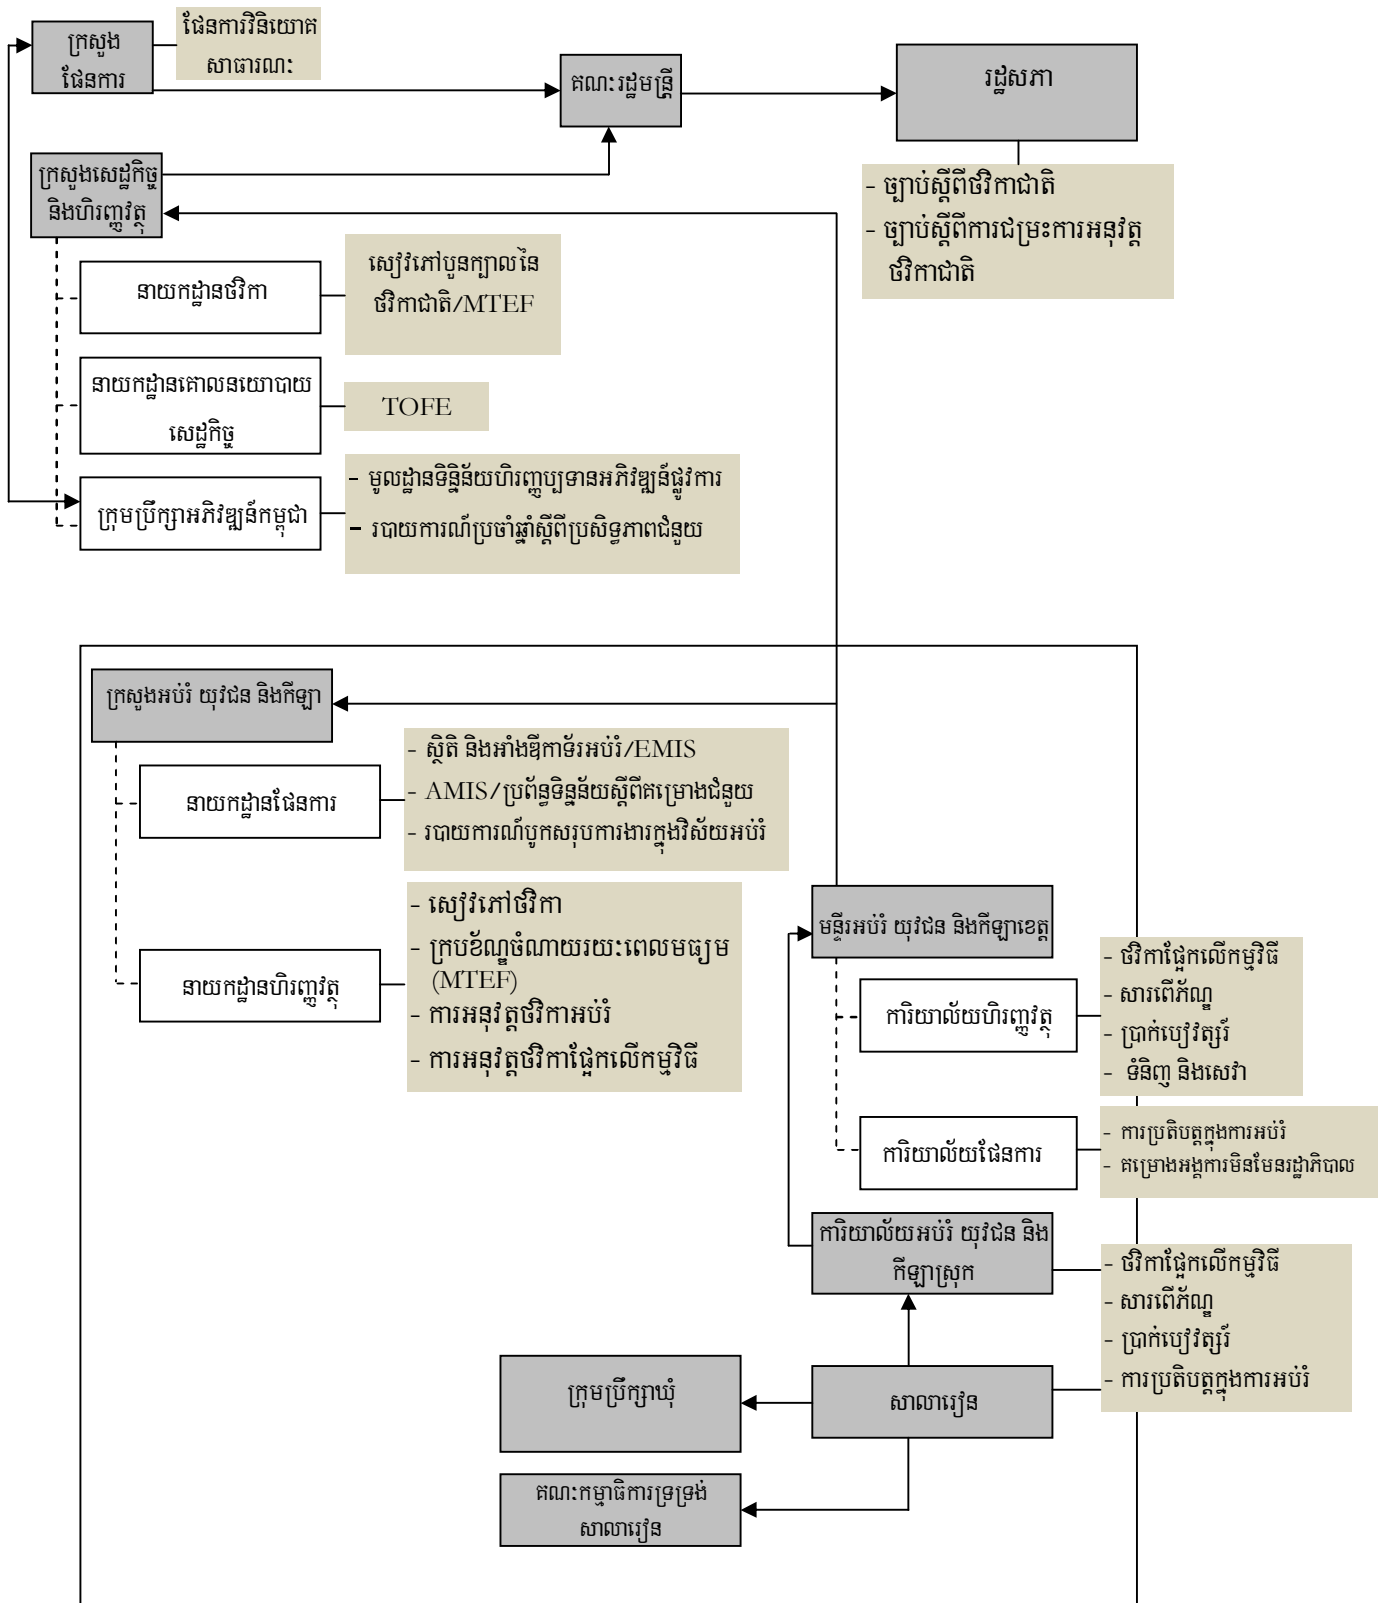 ក្រសួង
ផែនការ
ផែនការវិនិយោគ
សាធារណៈ
គណៈរដ្ឋមន្ត្រី
រដ្ឋសភា
- ច្បាប់ស្តីពីថវិកាជាតិ
- ច្បាប់ស្តីពីការជម្រះការអនុវត្ត
ថវិកាជាតិ
ក្រសួងសេដ្ឋកិច្ច
និងហិរញ្ញវត្ថុ
នាយកដ្ឋានថវិកា
សៀវភៅបូនក្បាលនៃ
ថវិកាជាតិ/MTEF
នាយកដ្ឋានគោលនយោបាយ
សេដ្ឋកិច្ច
TOFE
ក្រុមប្រឹក្សាអភិវឌ្ឍន៍កម្ពុជា
- មូលដ្ឋានទិន្និន័យហិរញ្ញប្បទានអភិវឌ្ឍន៍ផ្លូវការ
- របាយការណ៍ប្រចាំឆ្នាំស្តីពីប្រសិទ្ធភាពជំនួយ
ក្រសួងអប់រំ យុវជន និងកីឡា
នាយកដ្ឋានផែនការ
- ស្ថិតិ និងអាំងឌីកាទ័រអប់រំ/EMIS
- AMIS/ប្រព័ន្ធទិន្នន័យស្តីពីគម្រោងជំនួយ
- របាយការណ៍បូកសរុបការងារក្នុងវិស័យអប់រំ
នាយកដ្ឋានហិរញ្ញវត្ថុ
- សៀវភៅថវិកា
- ក្របខ័ណ្ឌចំណាយរយៈពេលមធ្យម
(MTEF)
- ការអនុវត្តថវិកាអប់រំ
- ការអនុវត្តថវិកាផ្អែកលើកម្មវិធី
មន្ទីរអប់រំ យុវជន និងកីឡាខេត្ត
ការិយាល័យហិរញ្ញវត្ថុ
- ថវិកាផ្អែកលើកម្មវិធី
- សារពើភ័ណ្ឌ
- ប្រាក់បៀវត្សរ៍
- ទំនិញ និងសេវា
ការិយាល័យផែនការ
- ការប្រតិបត្តក្នុងការអប់រំ
- គម្រោងអង្គការមិនមែនរដ្ឋាភិបាល
ការិយាល័យអប់រំ យុវជន និង
កីឡាស្រុក
- ថវិកាផ្អែកលើកម្មវិធី
- សារពើភ័ណ្ឌ
- ប្រាក់បៀវត្សរ៍
- ការប្រតិបត្តក្នុងការអប់រំ
ក្រុមប្រឹក្សាឃុំ
សាលារៀន
គណៈកម្មាធិការទ្រទ្រង់
សាលារៀន